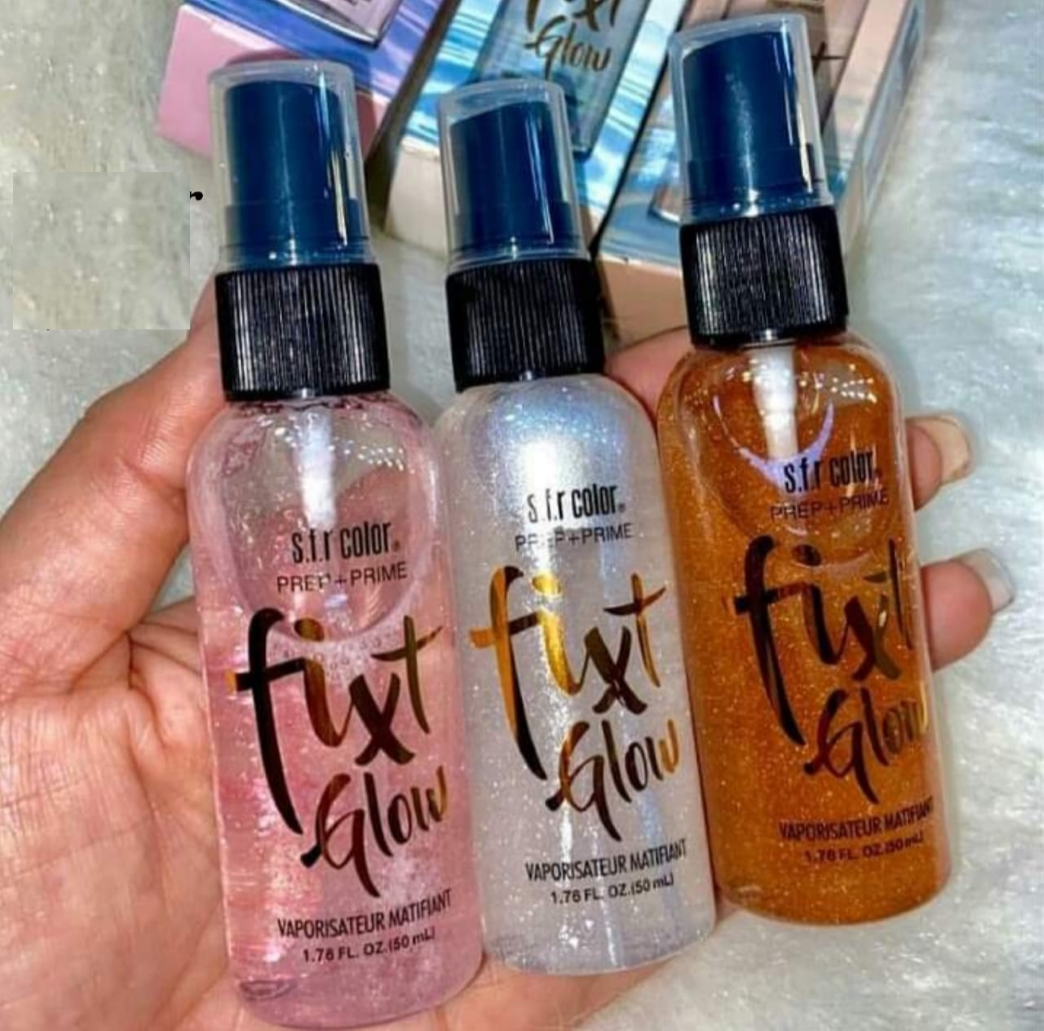 fixt
Glow
s.f.r color®
PREP+PRIME
fixt
Glow
VAPORISATEUR MATIFIANT
1.76 FL. OZ.(50 mL)
s.f.r color®
PREP+PRIME
fixt
Glow
VAPORISATEUR MATIFIANT
1.76 FL. OZ.(50 mL)
s.f.r color®
PREP+PRIME
fixt
Glow
VAPORISATEUR MATIFIANT
1.76 FL. OZ.(50 mL)